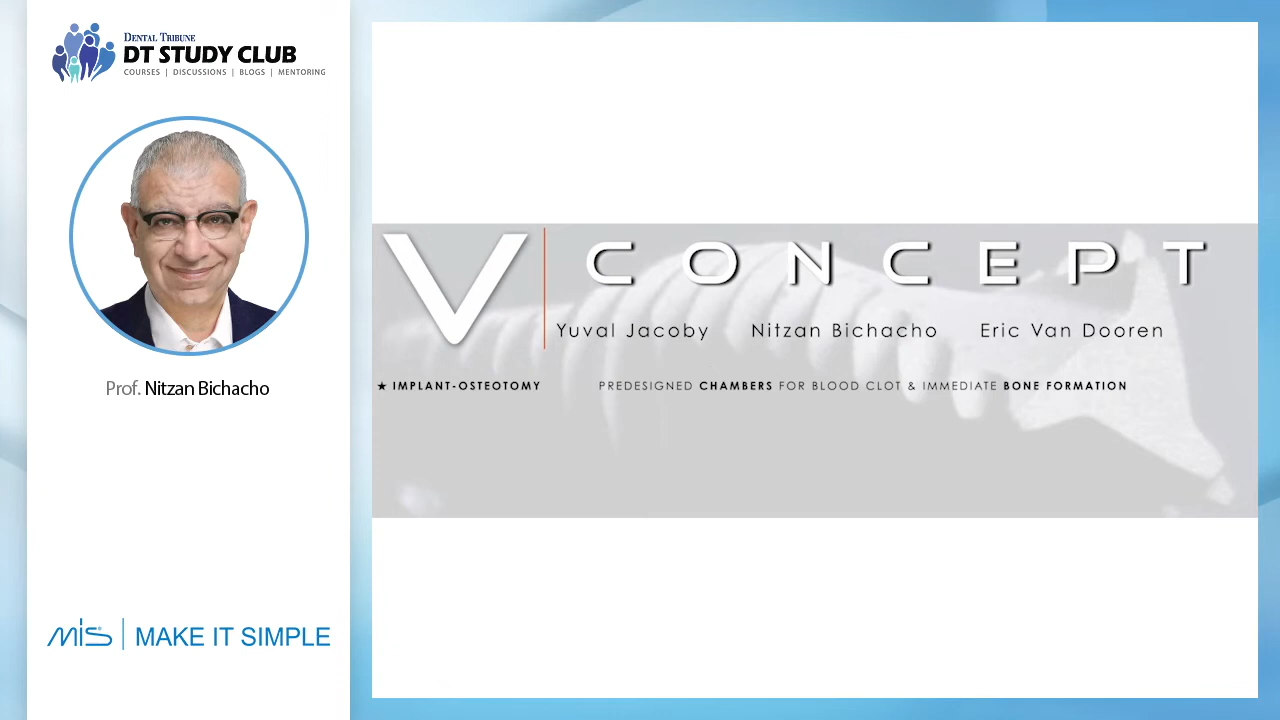 DENTAL TRIBUNE
DT STUDY CLUB
COURSES | DISCUSSIONS | BLOGS | MENTORING
Prof. Nitzan Bichacho
mis® | MAKE IT SIMPLE
V CONCEPT
Yuval Jacoby Nitzan Bichacho Eric Van Dooren
★ IMPLANT-OSTEOTOMY PREDESIGNED CHAMBERS FOR BLOOD CLOT & IMMEDIATE BONE FORMATION